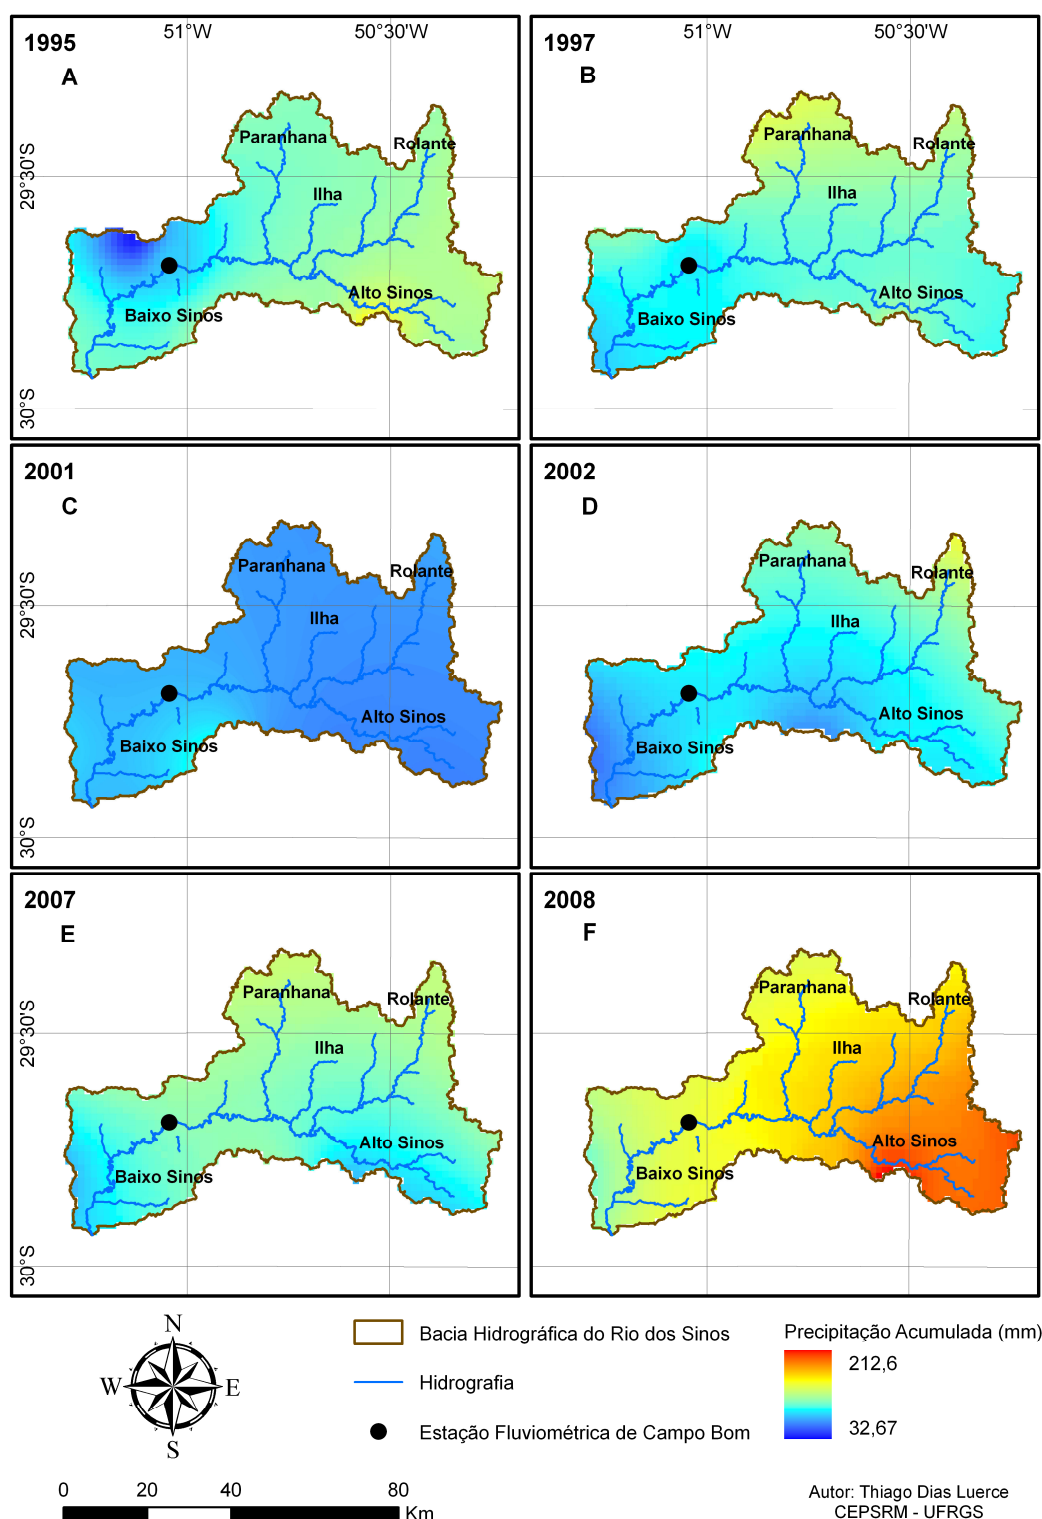 51°W 50°30'W 51°W 50°30'W
1995 1997
A B
Paranhana Rolante Paranhana Rolante
29°30'S
Ilha Ilha
Alto Sinos Alto Sinos
Baixo Sinos Baixo Sinos
30°S
2001 2002
C D
Paranhana Rolante Paranhana Rolante
29°30'S
Ilha Ilha
Alto Sinos Alto Sinos
Baixo Sinos Baixo Sinos
30°S
2007 2008
E F
Paranhana Rolante Paranhana Rolante
29°30'S
Ilha Ilha
Alto Sinos Alto Sinos
Baixo Sinos Baixo Sinos
30°S
N
W E
S
Bacia Hidrográfica do Rio dos Sinos
Hidrografia
Estação Fluviométrica de Campo Bom
Precipitação Acumulada (mm)
212,6
32,67
0 20 40 80
Km
Autor: Thiago Dias Luerce
CEPSRM - UFRGS